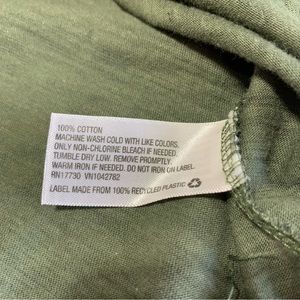 100% COTTON
MACHINE WASH COLD WITH LIKE COLORS.
ONLY NON-CHLORINE BLEACH IF NEEDED.
TUMBLE DRY LOW. REMOVE PROMPTLY.
WARM IRON IF NEEDED. DO NOT IRON ON LABEL.
RN17730 VN1042782
LABEL MADE FROM 100% RECYCLED PLASTIC